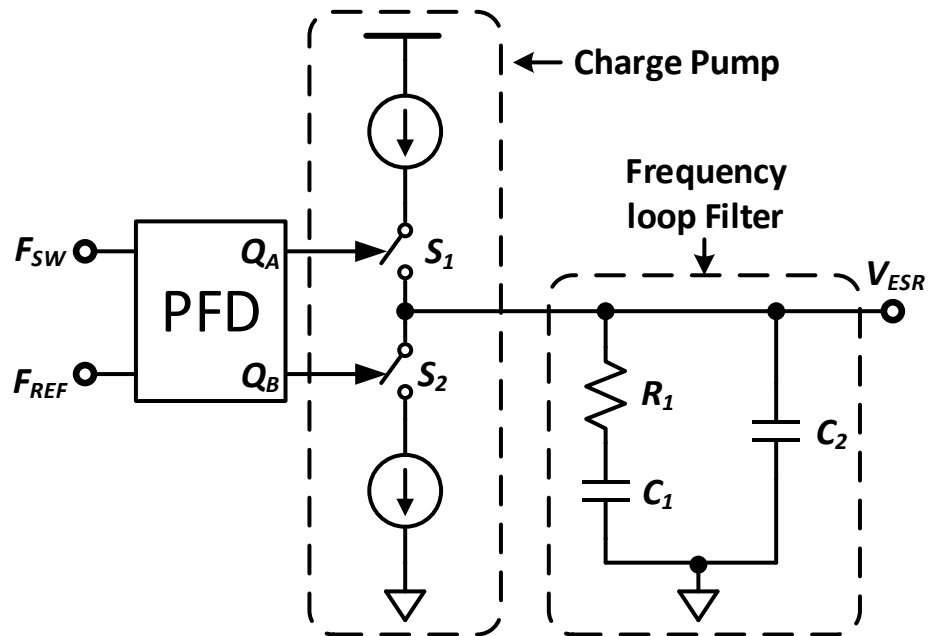 Charge Pump
Frequency
loop Filter
F_SW
Q_A
S_1
V_ESR
PFD
F_REF
Q_B
S_2
R_1
C_2
C_1